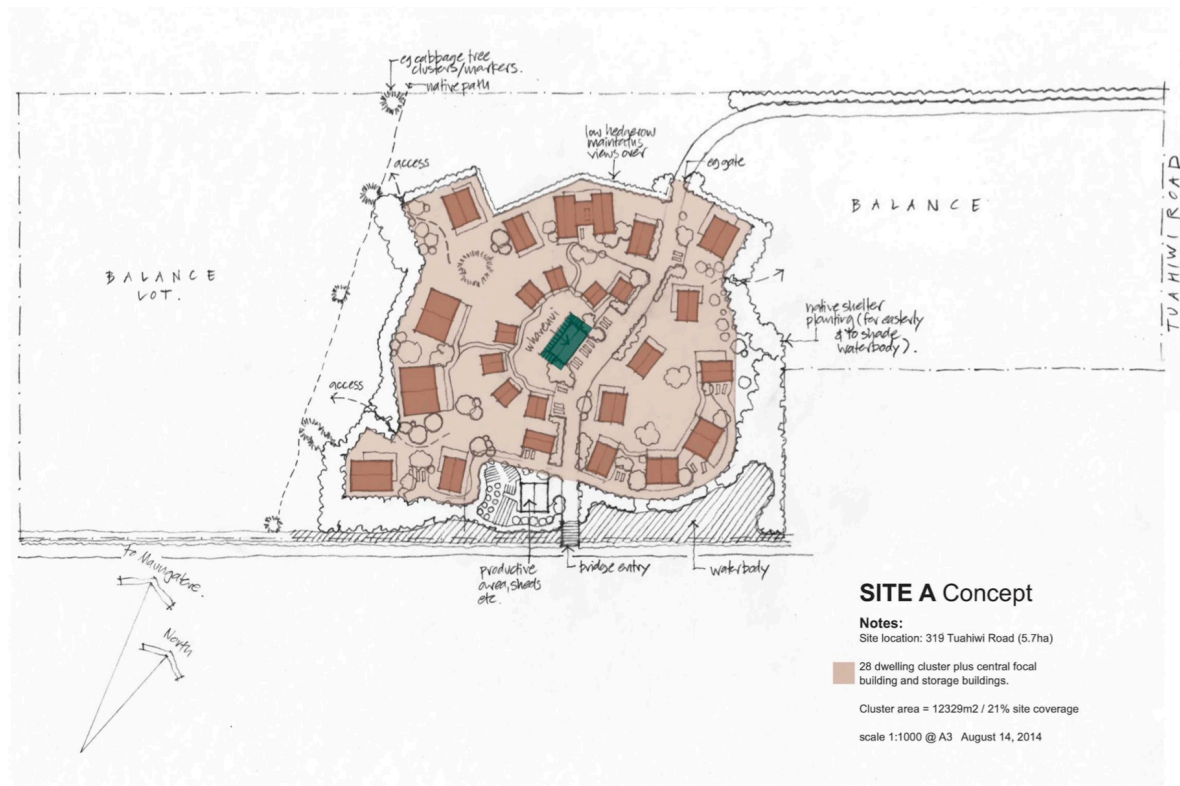 eg cabbage tree
clusters/markers.
native path
low hedgerow
maintains
views over
eg gate
access
BALANCE
TUAHIWI ROAD
BALANCE
LOT.
native shelter
planting (for easterly
& to shade
waterbody).
wharenui
access
to Maungatere.
North
productive
area, sheds
etc.
bridge entry
waterbody
SITE A Concept
Notes:
Site location: 319 Tuahiwi Road (5.7ha)
28 dwelling cluster plus central focal
building and storage buildings.
Cluster area = 12329m2 / 21% site coverage
scale 1:1000 @ A3 August 14, 2014